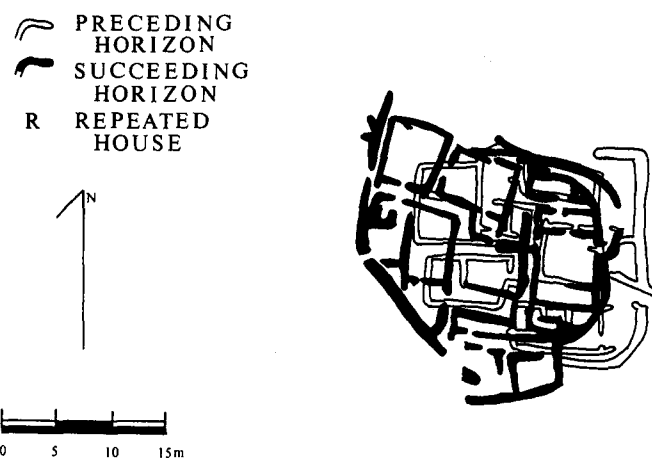 PRECEDING
HORIZON
SUCCEEDING
HORIZON
R REPEATED
HOUSE
N
0 5 10 15m